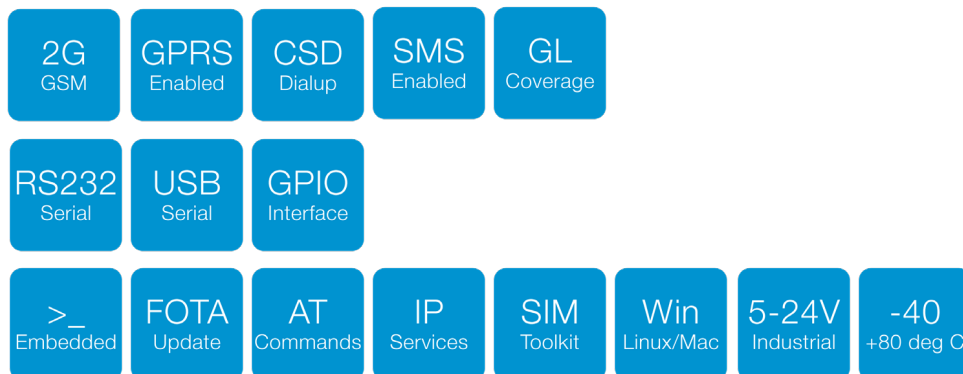 2G GPRS CSD SMS GL
GSM Enabled Dialup Enabled Coverage
RS232 USB GPIO
Serial Serial Interface
>_ FOTA AT IP SIM Win 5-24V -40
Embedded Update Commands Services Toolkit Linux/Mac Industrial +80 deg C